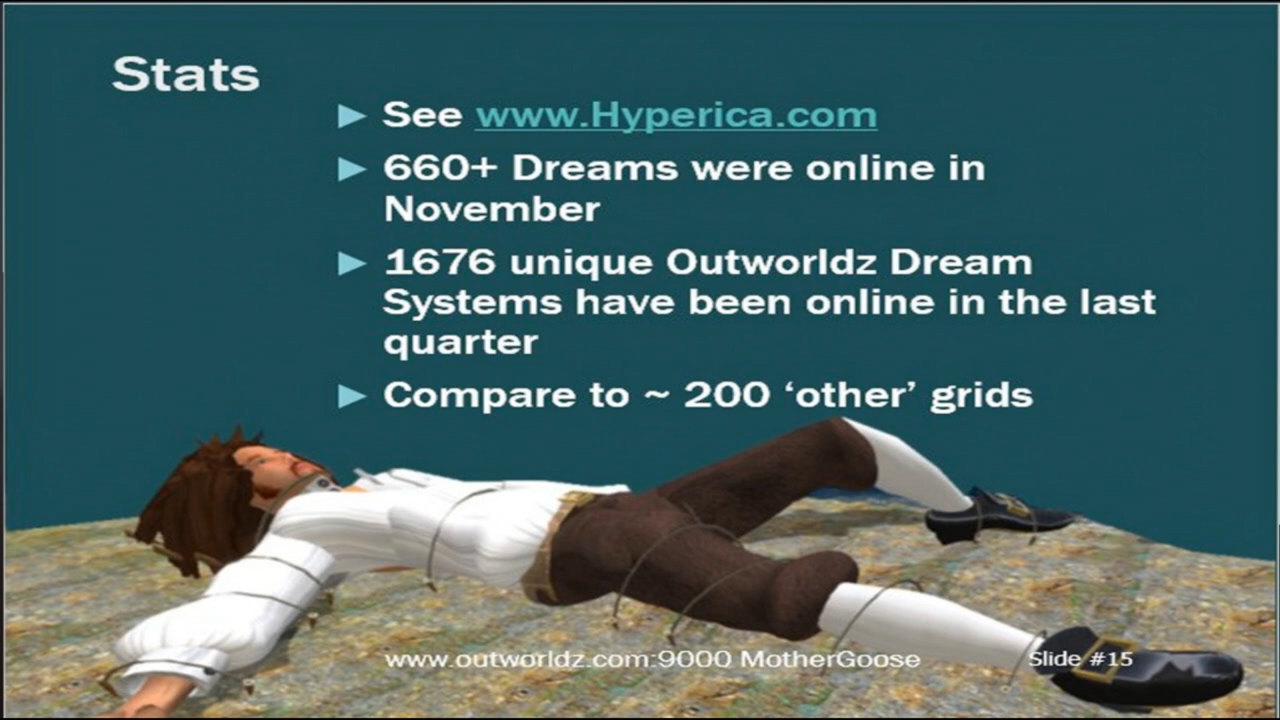 Stats
See www.Hyperica.com
660+ Dreams were online in
November
1676 unique Outworldz Dream
Systems have been online in the last
quarter
Compare to ~ 200 ‘other’ grids
www.outworldz.com:9000 MotherGoose
Slide #15